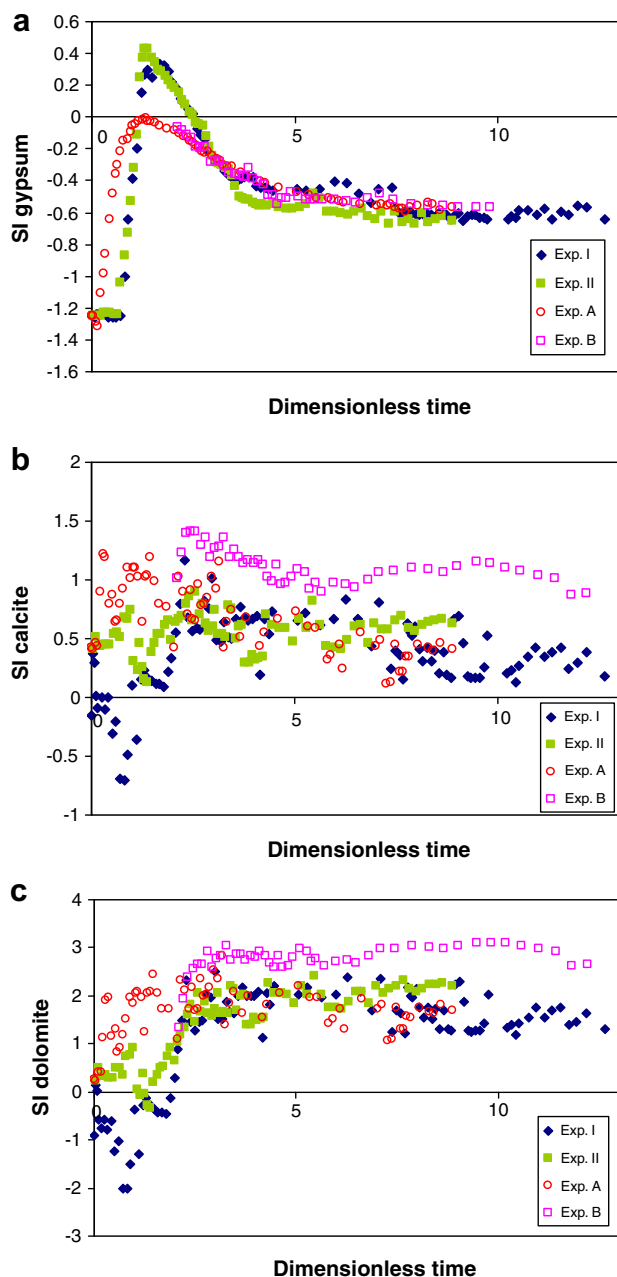 a
0.6
0.4
0.2
0
-0.2
-0.4
-0.6
-0.8
-1
-1.2
-1.4
-1.6
0
5
10
SI gypsum
Exp. I
Exp. II
Exp. A
Exp. B
Dimensionless time
b
2
1.5
1
0.5
0
-0.5
-1
0
5
10
SI calcite
Exp. I
Exp. II
Exp. A
Exp. B
Dimensionless time
c
4
3
2
1
0
-1
-2
-3
0
5
10
SI dolomite
Exp. I
Exp. II
Exp. A
Exp. B
Dimensionless time